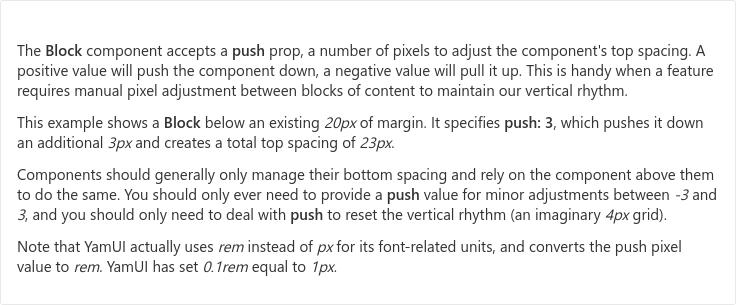 The Block component accepts a push prop, a number of pixels to adjust the component's top spacing. A
positive value will push the component down, a negative value will pull it up. This is handy when a feature
requires manual pixel adjustment between blocks of content to maintain our vertical rhythm.
This example shows a Block below an existing 20px of margin. It specifies push: 3, which pushes it down
an additional 3px and creates a total top spacing of 23px.
Components should generally only manage their bottom spacing and rely on the component above them
to do the same. You should only ever need to provide a push value for minor adjustments between -3 and
3, and you should only need to deal with push to reset the vertical rhythm (an imaginary 4px grid).
Note that YamUI actually uses rem instead of px for its font-related units, and converts the push pixel
value to rem. YamUI has set 0.1rem equal to 1px.